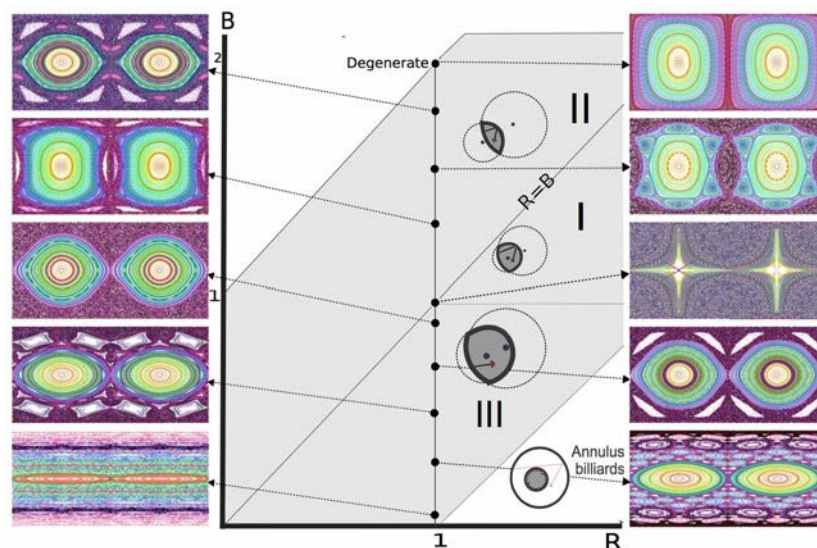 B
2
Degenerate
II
R=B
I
1
III
Annulus
billiards
1
R